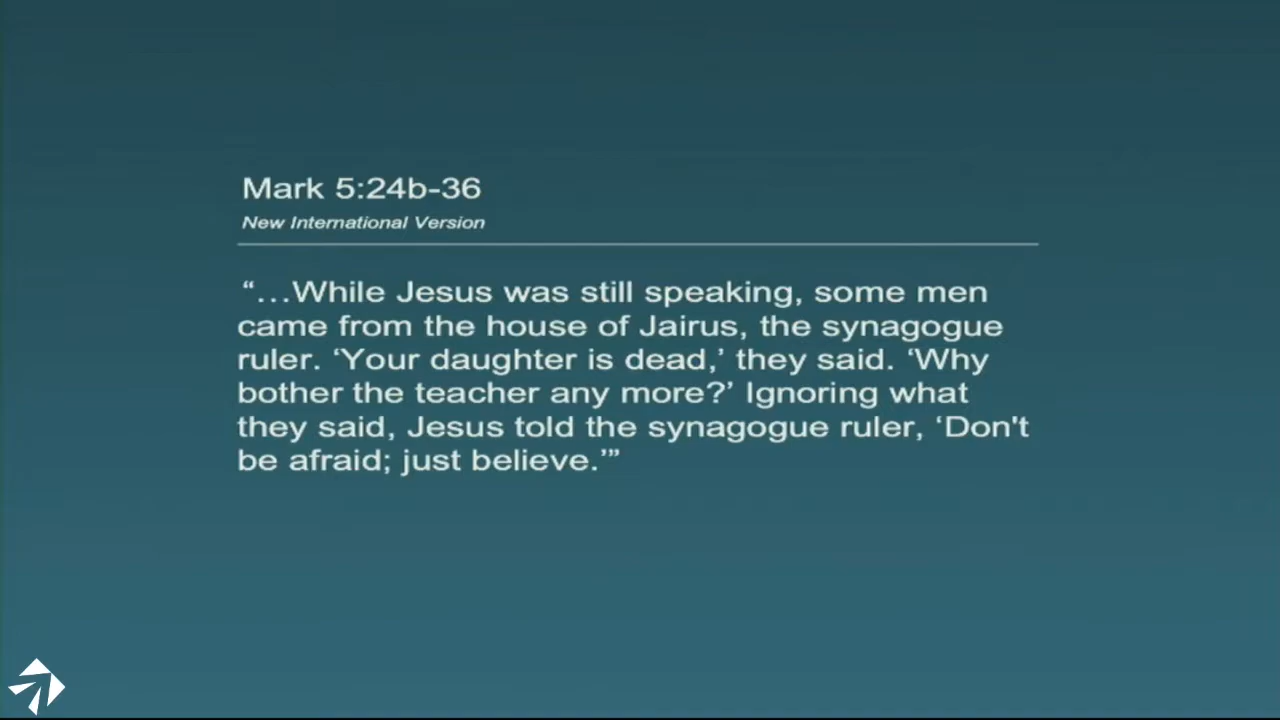 Mark 5:24b-36
New International Version
“…While Jesus was still speaking, some men
came from the house of Jairus, the synagogue
ruler. ‘Your daughter is dead,’ they said. ‘Why
bother the teacher any more?’ Ignoring what
they said, Jesus told the synagogue ruler, ‘Don't
be afraid; just believe.’”